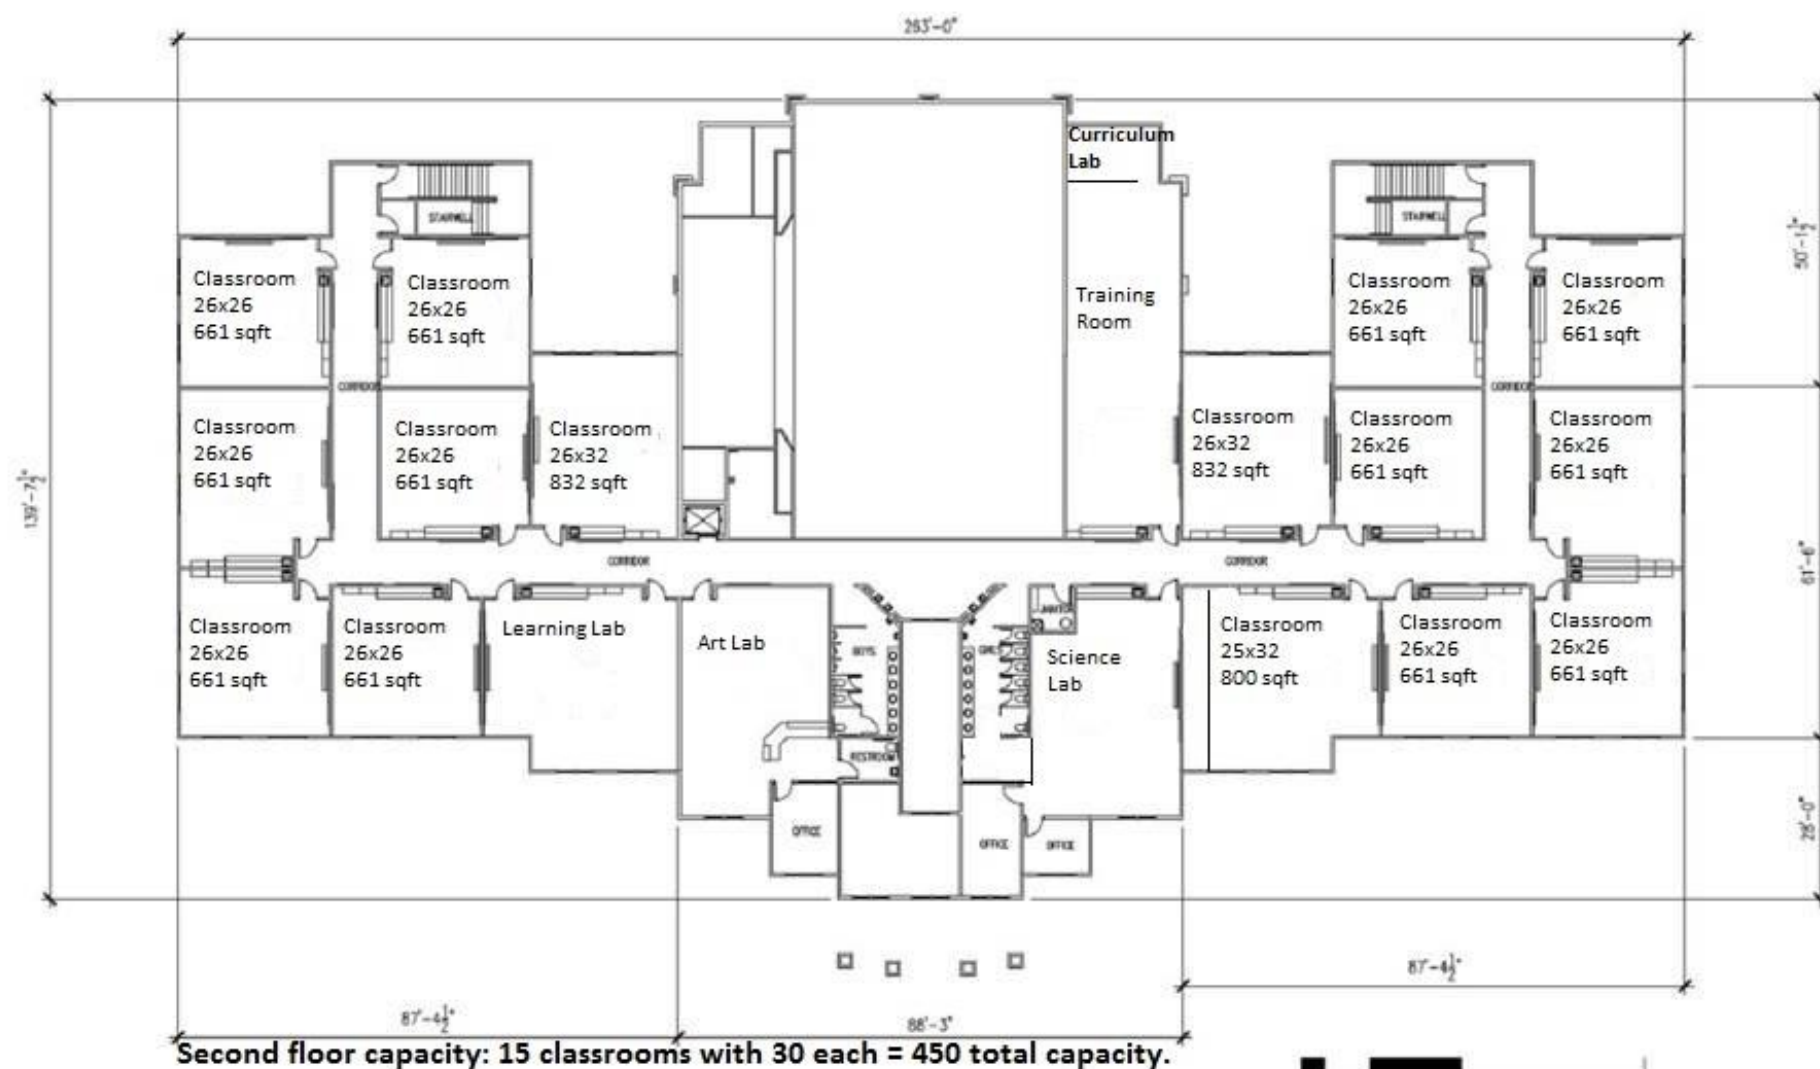 263'-0"
Curriculum
Lab
STAIRWELL
STAIRWELL
50'-1½"
Classroom
26x26
661 sqft
Classroom
26x26
661 sqft
Training
Room
Classroom
26x26
661 sqft
Classroom
26x26
661 sqft
CORRIDOR
CORRIDOR
Classroom
26x26
661 sqft
Classroom
26x26
661 sqft
Classroom
26x32
832 sqft
Classroom
26x32
832 sqft
Classroom
26x26
661 sqft
Classroom
26x26
661 sqft
139'-7½"
CORRIDOR
CORRIDOR
61'-6"
Classroom
26x26
661 sqft
Classroom
26x26
661 sqft
Learning Lab
Art Lab
BOYS
GIRLS
JANITOR
Science
Lab
Classroom
25x32
800 sqft
Classroom
26x26
661 sqft
Classroom
26x26
661 sqft
RESTROOM
OFFICE
OFFICE
OFFICE
28'-0"
87'-4½"
87'-4½"
88'-3"
Second floor capacity: 15 classrooms with 30 each = 450 total capacity.